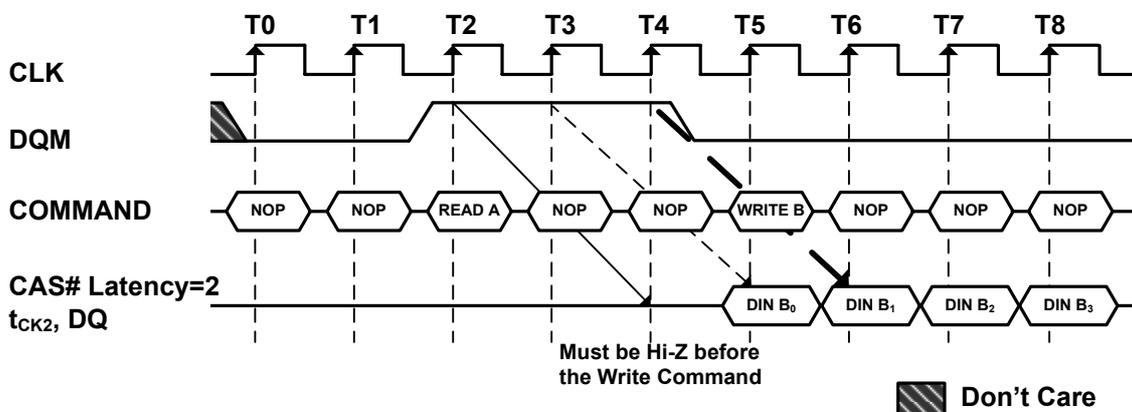 T0 T1 T2 T3 T4 T5 T6 T7 T8
CLK
DQM
COMMAND NOP NOP READ A NOP NOP WRITE B NOP NOP NOP
CAS# Latency=2
tCK2, DQ DIN B0 DIN B1 DIN B2 DIN B3
Must be Hi-Z before
the Write Command
Don't Care